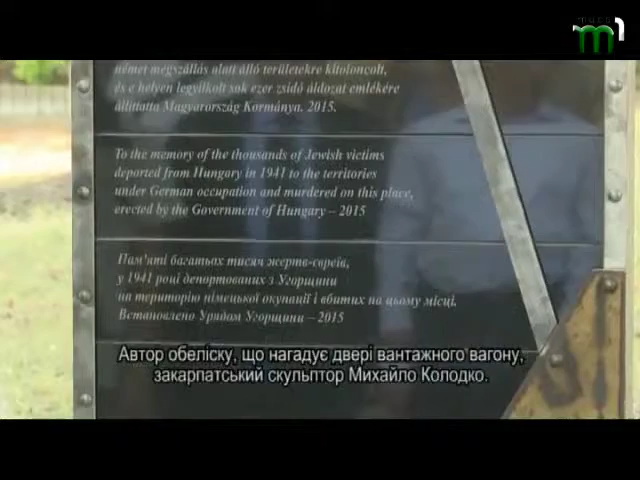 német megszállás alatt álló területekre kitoloncolt,
és e helyen legyilkolt sok ezer zsidó áldozat emlékére
állíttatta Magyarország Kormánya. 2015.
To the memory of the thousands of Jewish victims
deported from Hungary in 1941 to the territories
under German occupation and murdered on this place,
erected by the Government of Hungary – 2015
Пам'яті багатьох тисяч жертв-євреїв,
у 1941 році депортованих з Угорщини
на територію німецької окупації і вбитих на цьому місці.
Встановлено Урядом Угорщини – 2015
Автор обеліску, що нагадує двері вантажного вагону,
закарпатський скульптор Михайло Колодко.